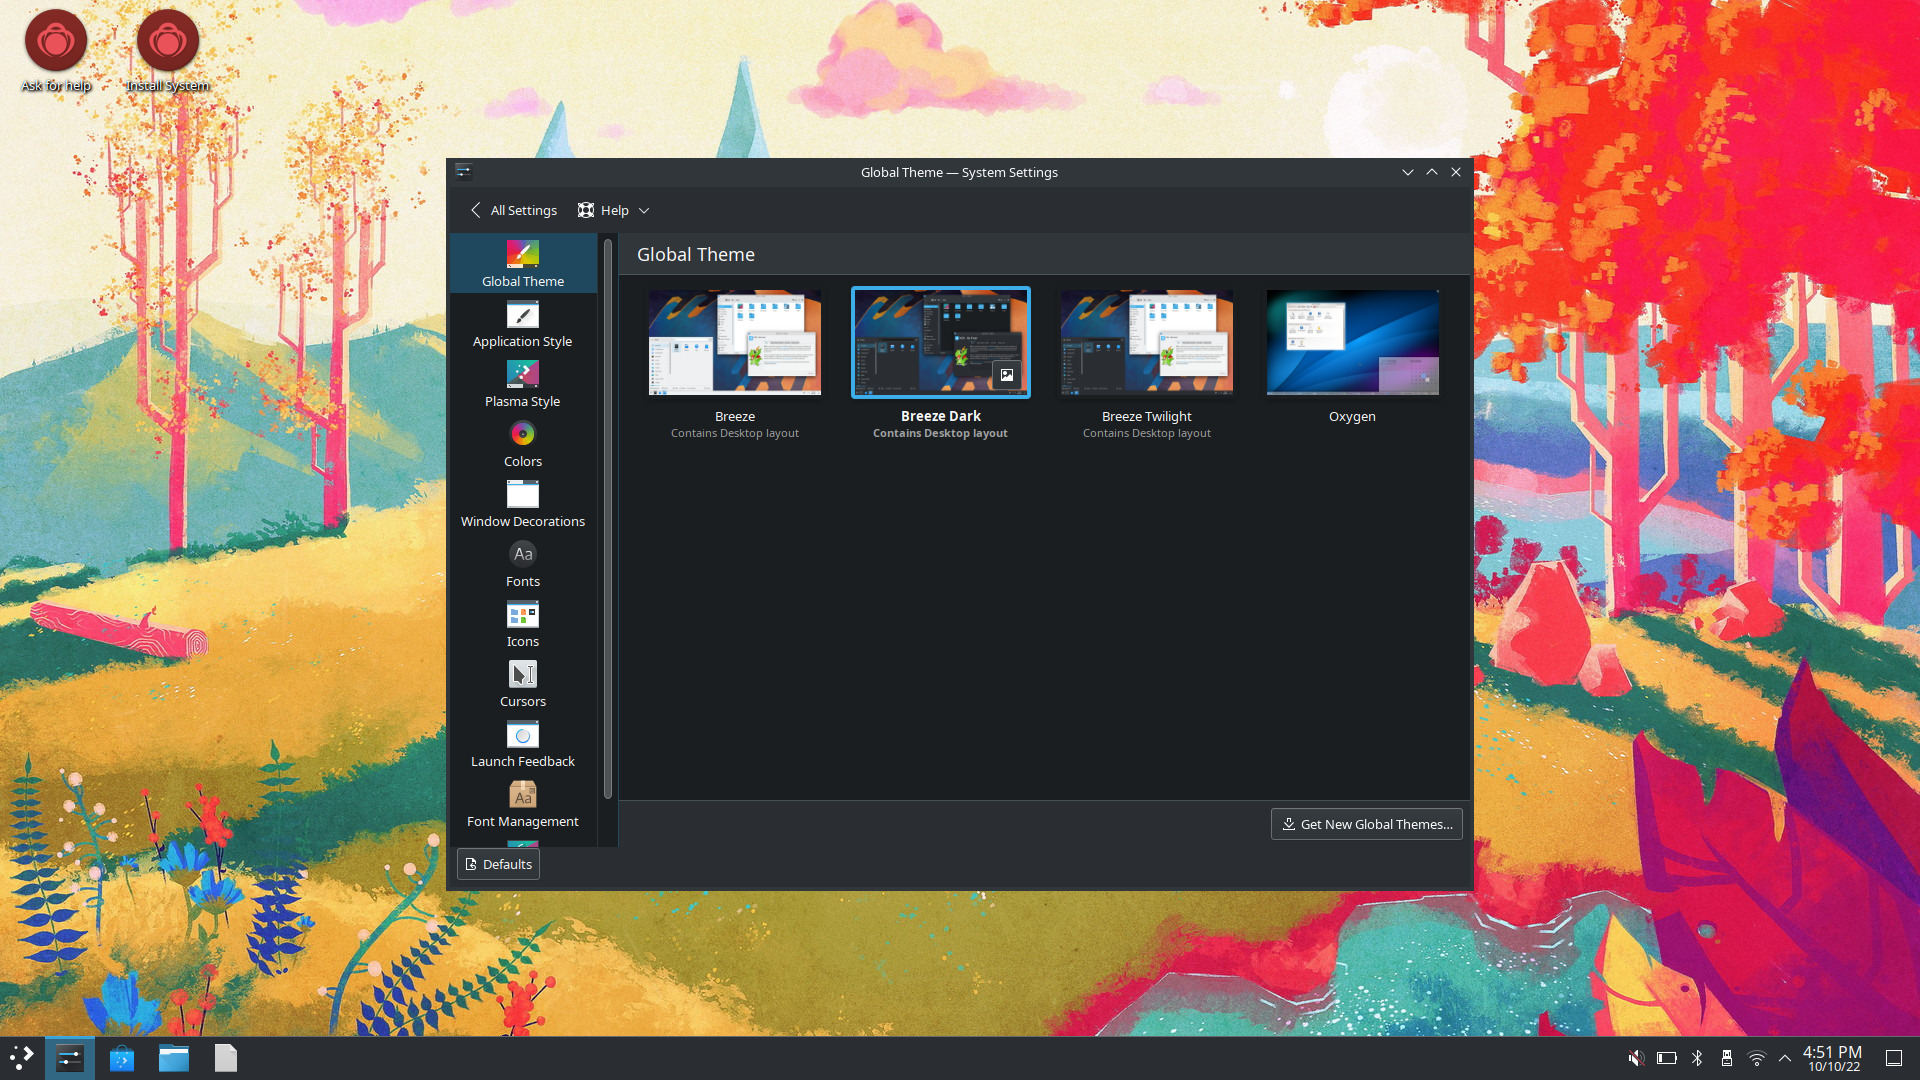 Ask for help
Install System
Global Theme — System Settings
All Settings
Help
Global Theme
Application Style
Plasma Style
Colors
Window Decorations
Aa
Fonts
Icons
Cursors
Launch Feedback
Aa
Font Management
Global Theme
Breeze
Contains Desktop layout
Breeze Dark
Contains Desktop layout
Breeze Twilight
Contains Desktop layout
Oxygen
Get New Global Themes...
Defaults
4:51 PM
10/10/22